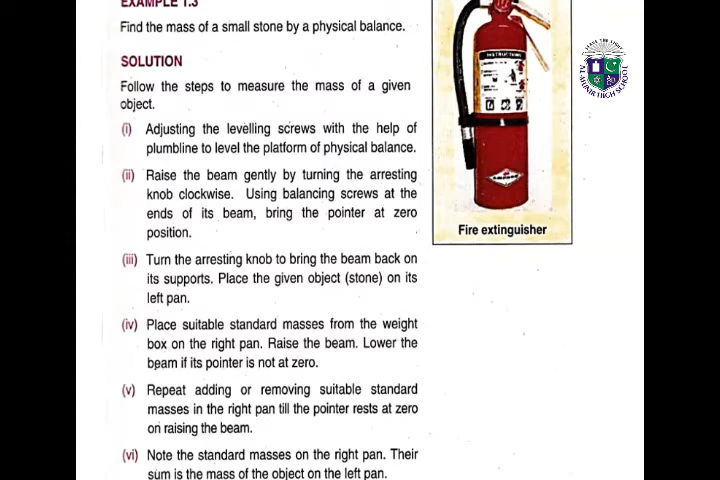 EXAMPLE 1.3
Find the mass of a small stone by a physical balance.
SOLUTION
Follow the steps to measure the mass of a given
object.
(i) Adjusting the levelling screws with the help of
plumbline to level the platform of physical balance.
(ii) Raise the beam gently by turning the arresting
knob clockwise. Using balancing screws at the
ends of its beam, bring the pointer at zero
position.
(iii) Turn the arresting knob to bring the beam back on
its supports. Place the given object (stone) on its
left pan.
(iv) Place suitable standard masses from the weight
box on the right pan. Raise the beam. Lower the
beam if its pointer is not at zero.
(v) Repeat adding or removing suitable standard
masses in the right pan till the pointer rests at zero
on raising the beam.
(vi) Note the standard masses on the right pan. Their
sum is the mass of the object on the left pan.
INSTRUCTIONS
Fire extinguisher